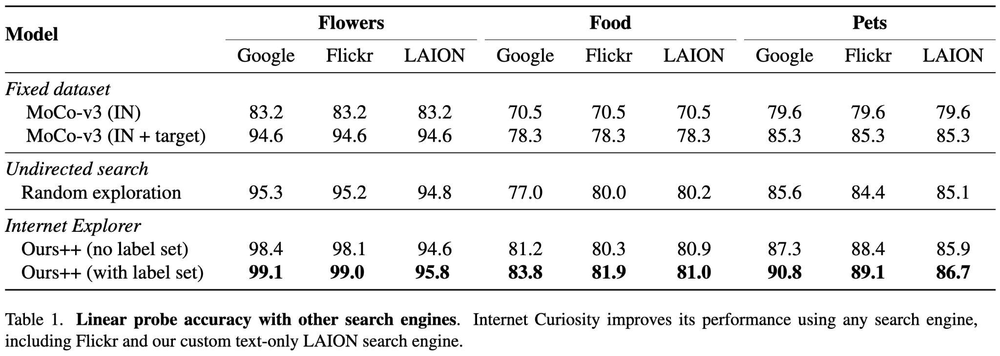 Model Flowers Food Pets
Google Flickr LAION Google Flickr LAION Google Flickr LAION
Fixed dataset
MoCo-v3 (IN) 83.2 83.2 83.2 70.5 70.5 70.5 79.6 79.6 79.6
MoCo-v3 (IN + target) 94.6 94.6 94.6 78.3 78.3 78.3 85.3 85.3 85.3
Undirected search
Random exploration 95.3 95.2 94.8 77.0 80.0 80.2 85.6 84.4 85.1
Internet Explorer
Ours++ (no label set) 98.4 98.1 94.6 81.2 80.3 80.9 87.3 88.4 85.9
Ours++ (with label set) 99.1 99.0 95.8 83.8 81.9 81.0 90.8 89.1 86.7
Table 1. Linear probe accuracy with other search engines. Internet Curiosity improves its performance using any search engine,
including Flickr and our custom text-only LAION search engine.